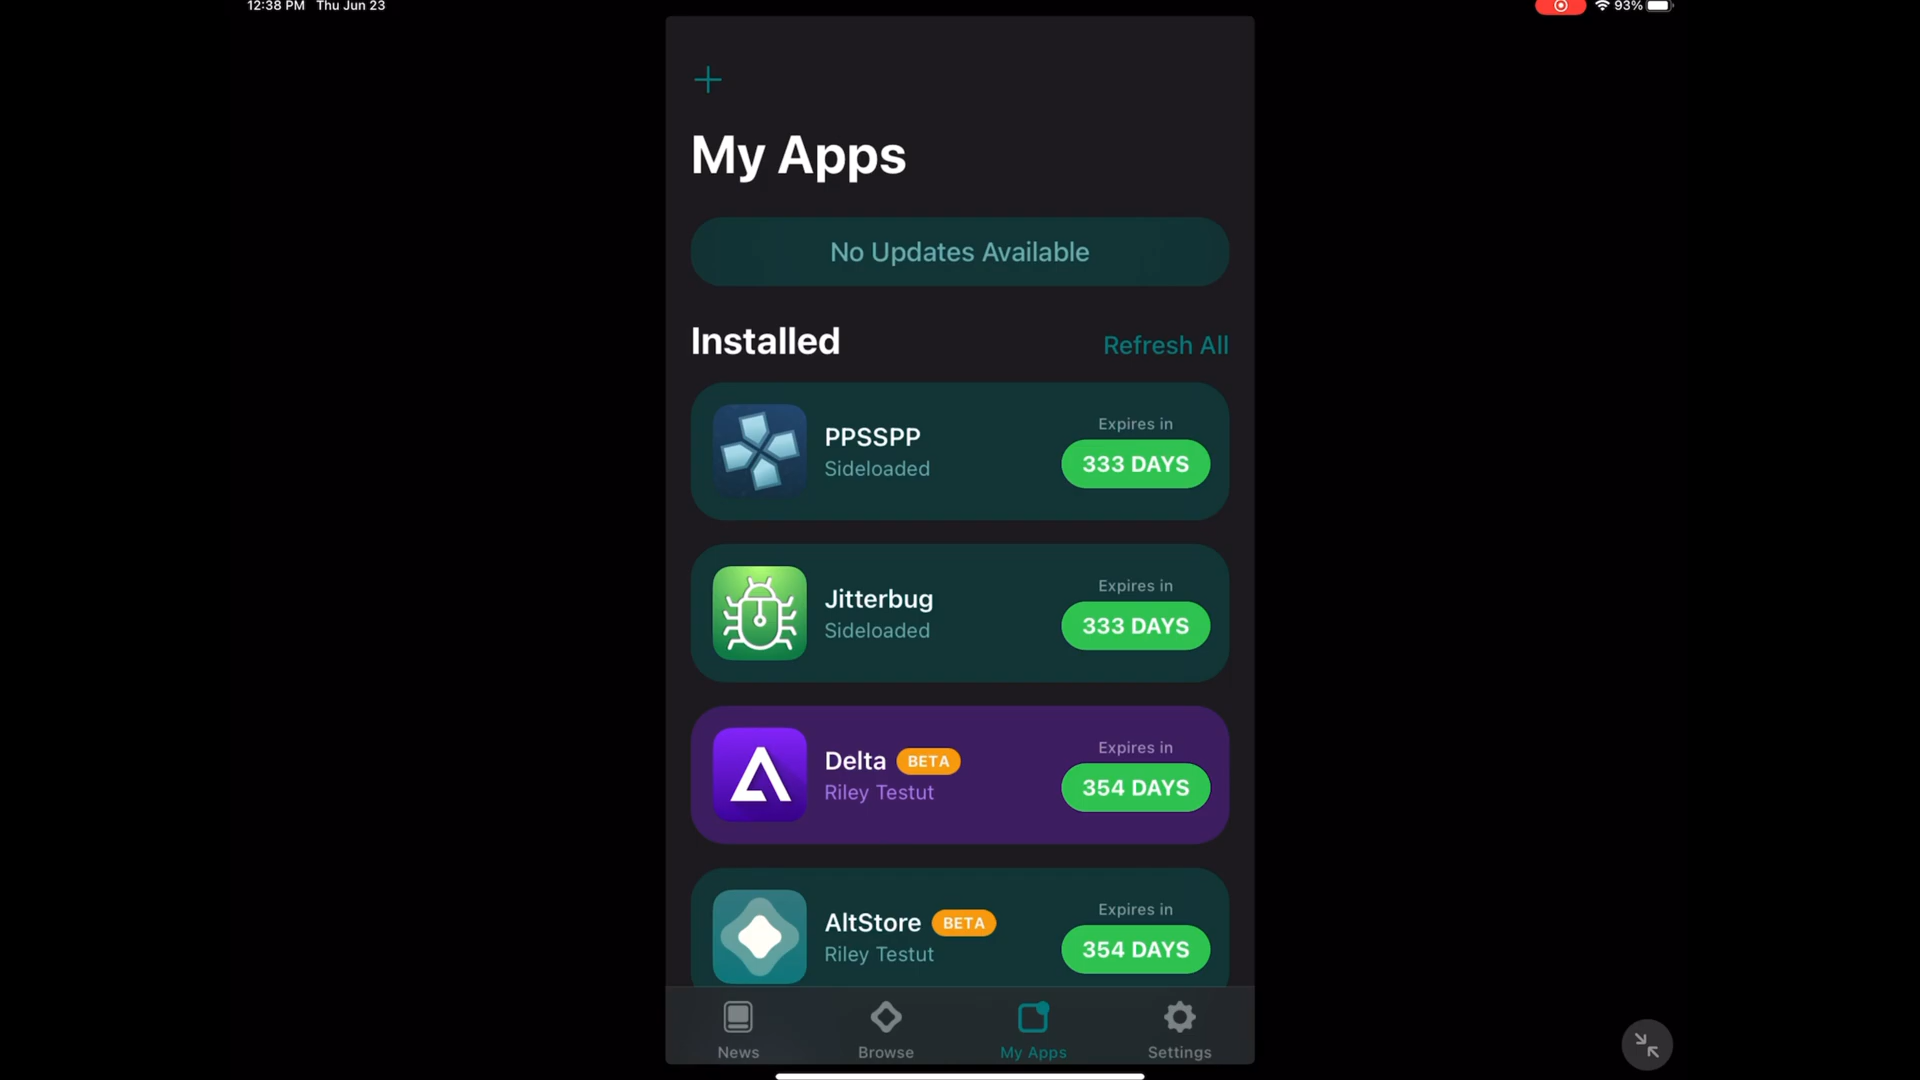 12:38 PM Thu Jun 23
93%
My Apps
No Updates Available
Installed
Refresh All
PPSSPP
Sideloaded
Expires in
333 DAYS
Jitterbug
Sideloaded
Expires in
333 DAYS
Delta BETA
Riley Testut
Expires in
354 DAYS
AltStore BETA
Riley Testut
Expires in
354 DAYS
News
Browse
My Apps
Settings